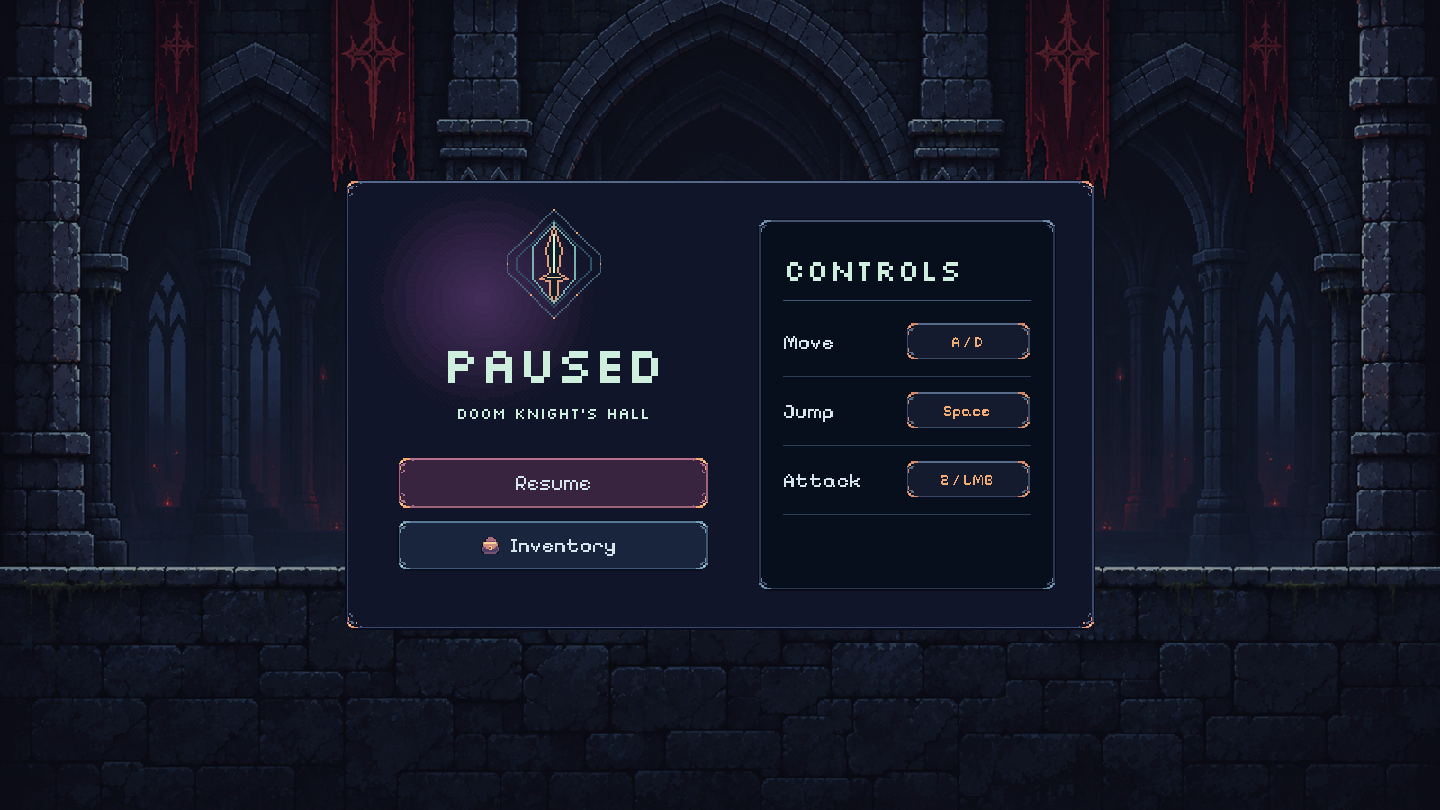 PAUSED
DOOM KNIGHT'S HALL
Resume
Inventory
CONTROLS
Move A / D
Jump Space
Attack Z / LMB